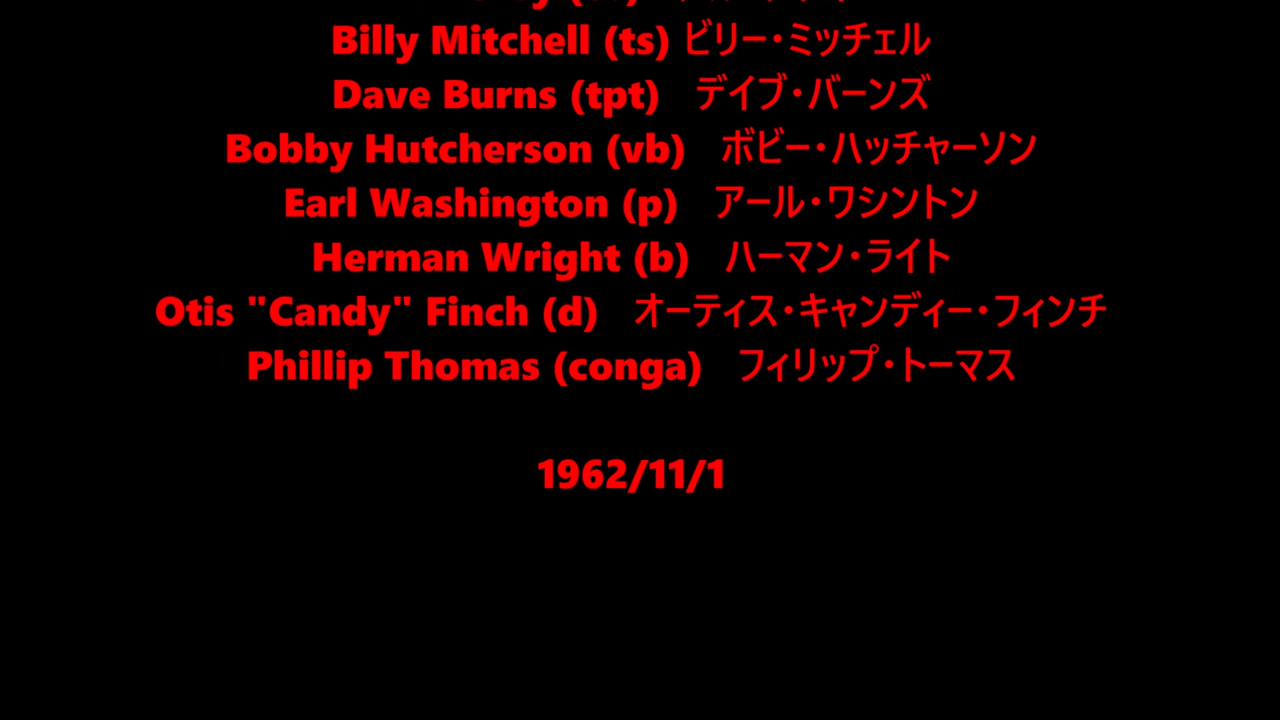 Billy Mitchell (ts) ビリー・ミッチェル
Dave Burns (tpt) デイブ・バーンズ
Bobby Hutcherson (vb) ボビー・ハッチャーソン
Earl Washington (p) アール・ワシントン
Herman Wright (b) ハーマン・ライト
Otis "Candy" Finch (d) オーティス・キャンディー・フィンチ
Phillip Thomas (conga) フィリップ・トーマス
1962/11/1